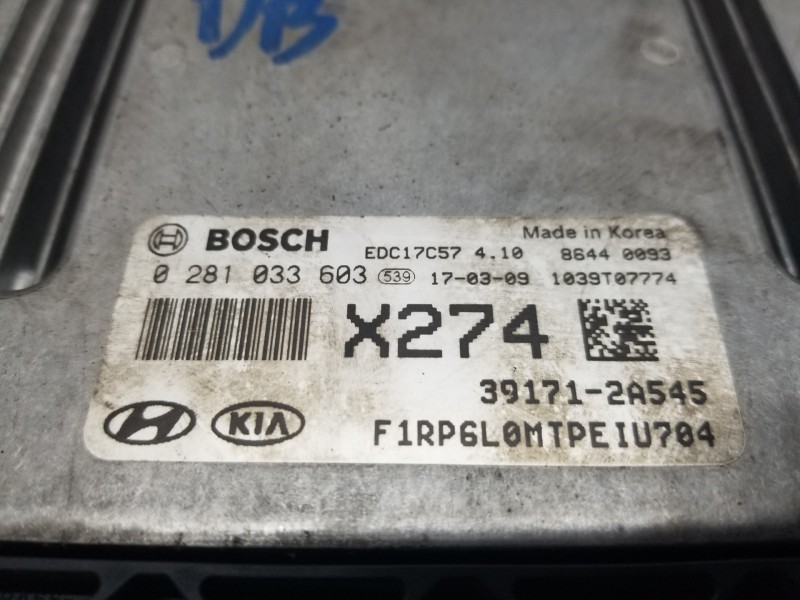 DB
BOSCH EDC17C57 4.10 Made in Korea 8644 0093
0 281 033 603 539 17-03-09 1039T07774
X274
39171-2A545
KIA F1RP6L0MTPEIU704